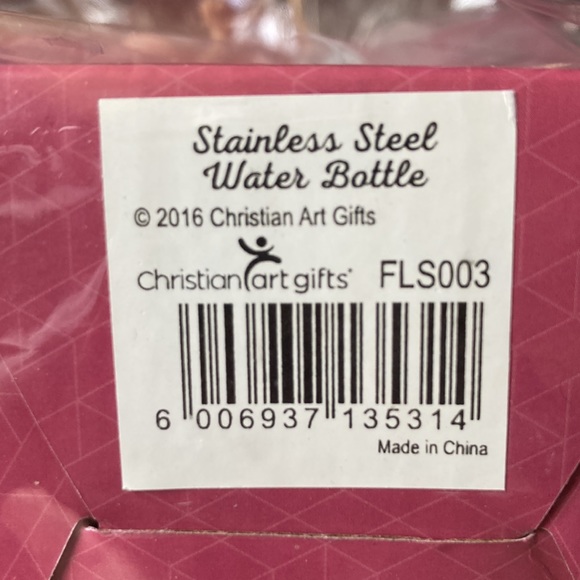 Stainless Steel
Water Bottle
© 2016 Christian Art Gifts
Christian art gifts® FLS003
6 006937 135314
Made in China